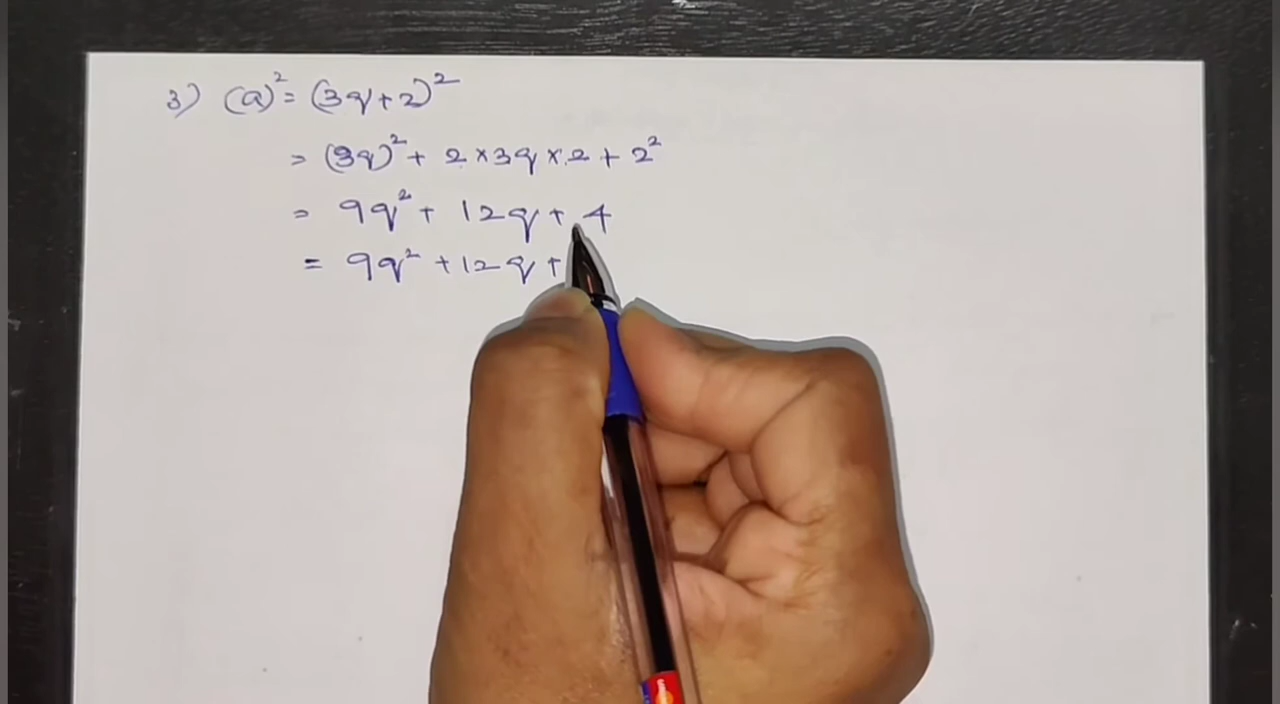 3) (a)² = (3q+2)²
= (3q)² + 2×3q×2 + 2²
= 9q² + 12q + 4
= 9q² + 12q +